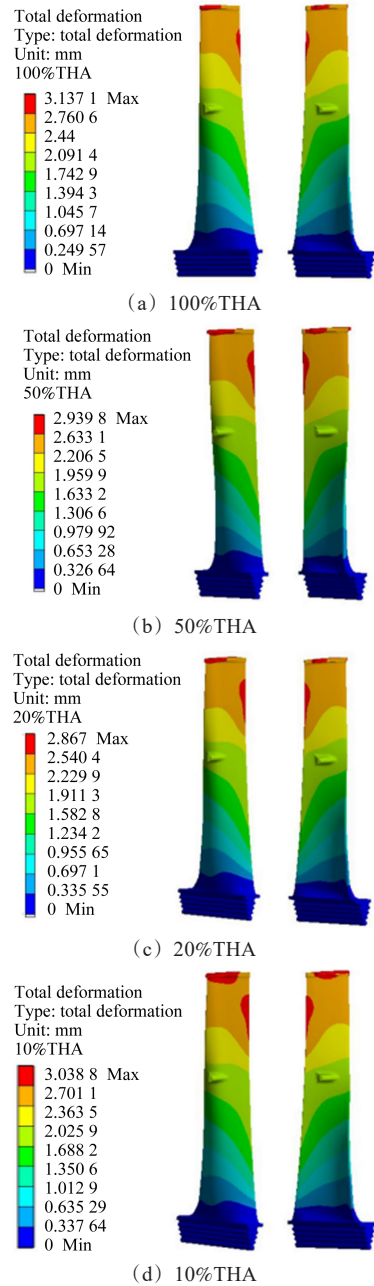 Total deformation
Type: total deformation
Unit: mm
100%THA
3.137 1 Max
2.760 6
2.44
2.091 4
1.742 9
1.394 3
1.045 7
0.697 14
0.249 57
0 Min
(a) 100%THA
Total deformation
Type: total deformation
Unit: mm
50%THA
2.939 8 Max
2.633 1
2.206 5
1.959 9
1.633 2
1.306 6
0.979 92
0.653 28
0.326 64
0 Min
(b) 50%THA
Total deformation
Type: total deformation
Unit: mm
20%THA
2.867 Max
2.540 4
2.229 9
1.911 3
1.582 8
1.234 2
0.955 65
0.697 1
0.335 55
0 Min
(c) 20%THA
Total deformation
Type: total deformation
Unit: mm
10%THA
3.038 8 Max
2.701 1
2.363 5
2.025 9
1.688 2
1.350 6
1.012 9
0.635 29
0.337 64
0 Min
(d) 10%THA